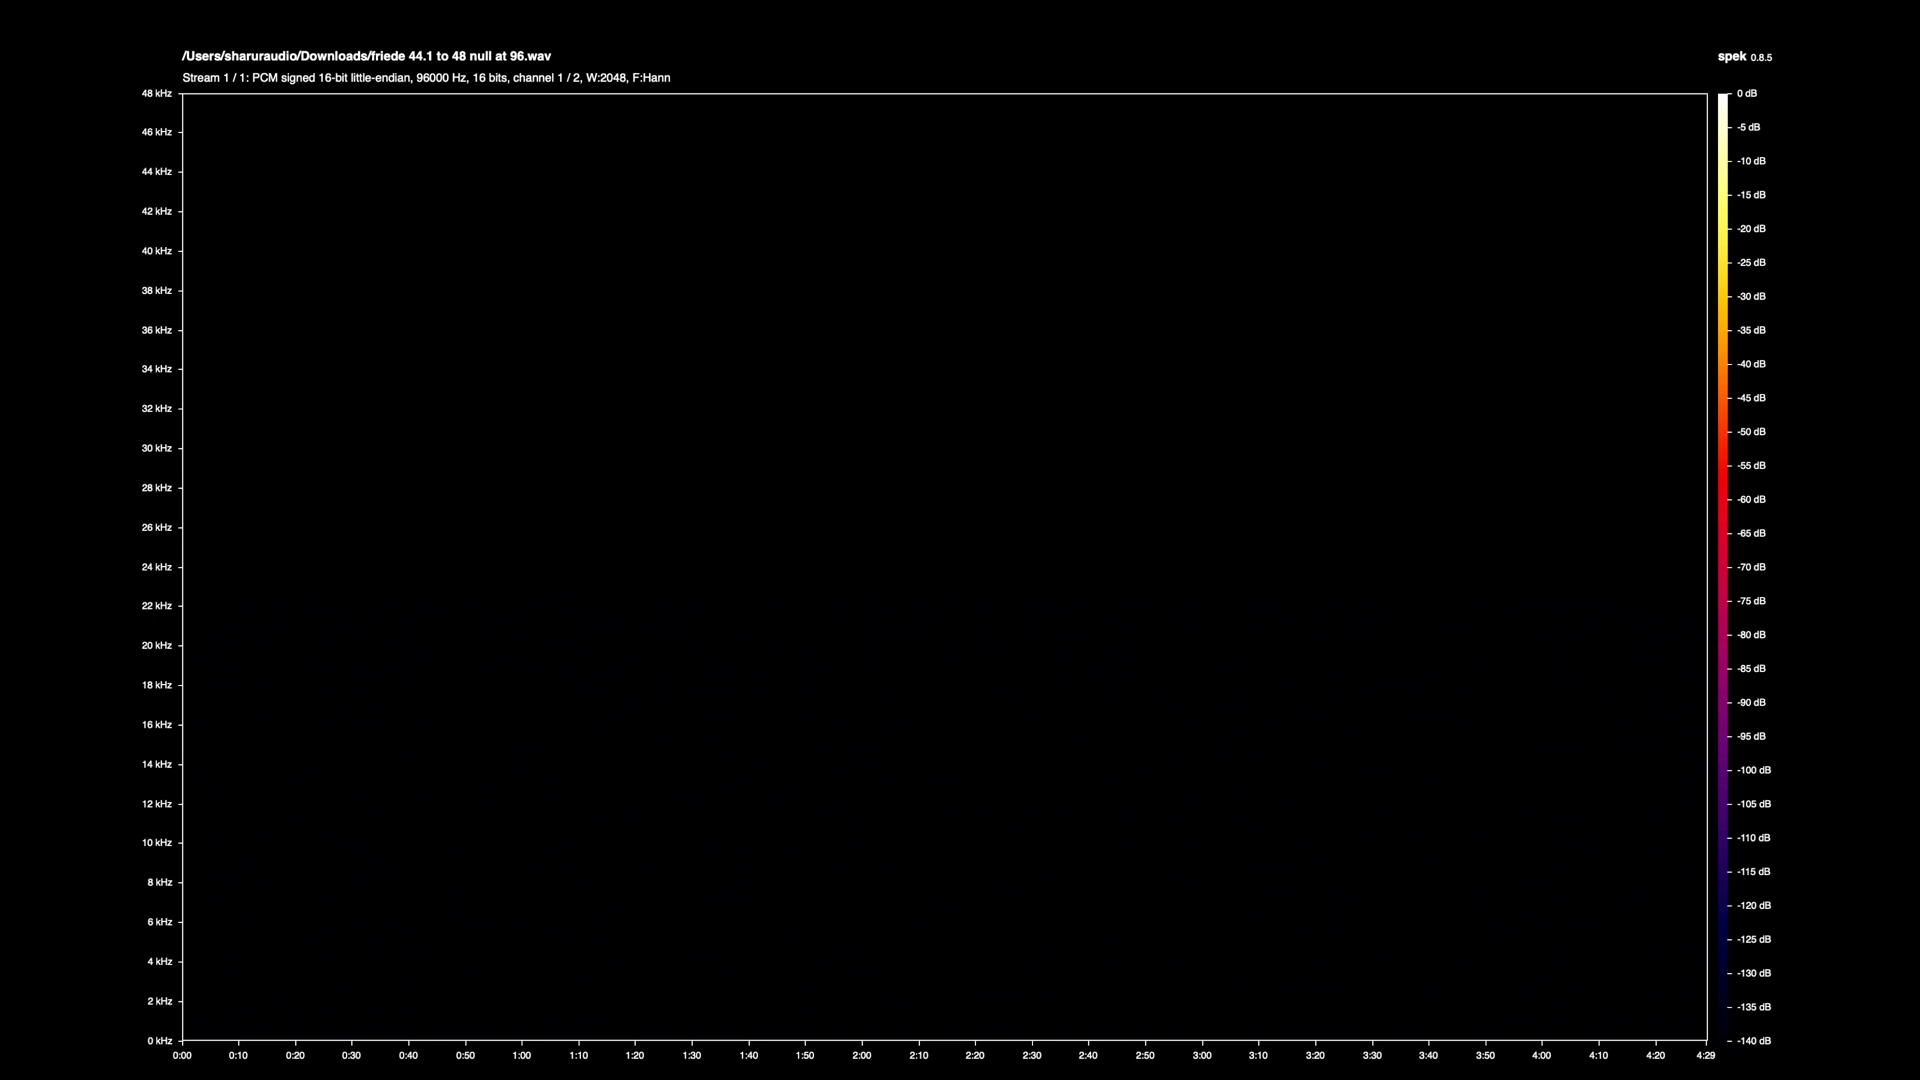 /Users/sharuraudio/Downloads/friede 44.1 to 48 null at 96.wav
spek 0.8.5
Stream 1 / 1: PCM signed 16-bit little-endian, 96000 Hz, 16 bits, channel 1 / 2, W:2048, F:Hann
48 kHz
46 kHz
44 kHz
42 kHz
40 kHz
38 kHz
36 kHz
34 kHz
32 kHz
30 kHz
28 kHz
26 kHz
24 kHz
22 kHz
20 kHz
18 kHz
16 kHz
14 kHz
12 kHz
10 kHz
8 kHz
6 kHz
4 kHz
2 kHz
0 kHz
0:00 0:10 0:20 0:30 0:40 0:50 1:00 1:10 1:20 1:30 1:40 1:50 2:00 2:10 2:20 2:30 2:40 2:50 3:00 3:10 3:20 3:30 3:40 3:50 4:00 4:10 4:20 4:29
0 dB
-5 dB
-10 dB
-15 dB
-20 dB
-25 dB
-30 dB
-35 dB
-40 dB
-45 dB
-50 dB
-55 dB
-60 dB
-65 dB
-70 dB
-75 dB
-80 dB
-85 dB
-90 dB
-95 dB
-100 dB
-105 dB
-110 dB
-115 dB
-120 dB
-125 dB
-130 dB
-135 dB
-140 dB